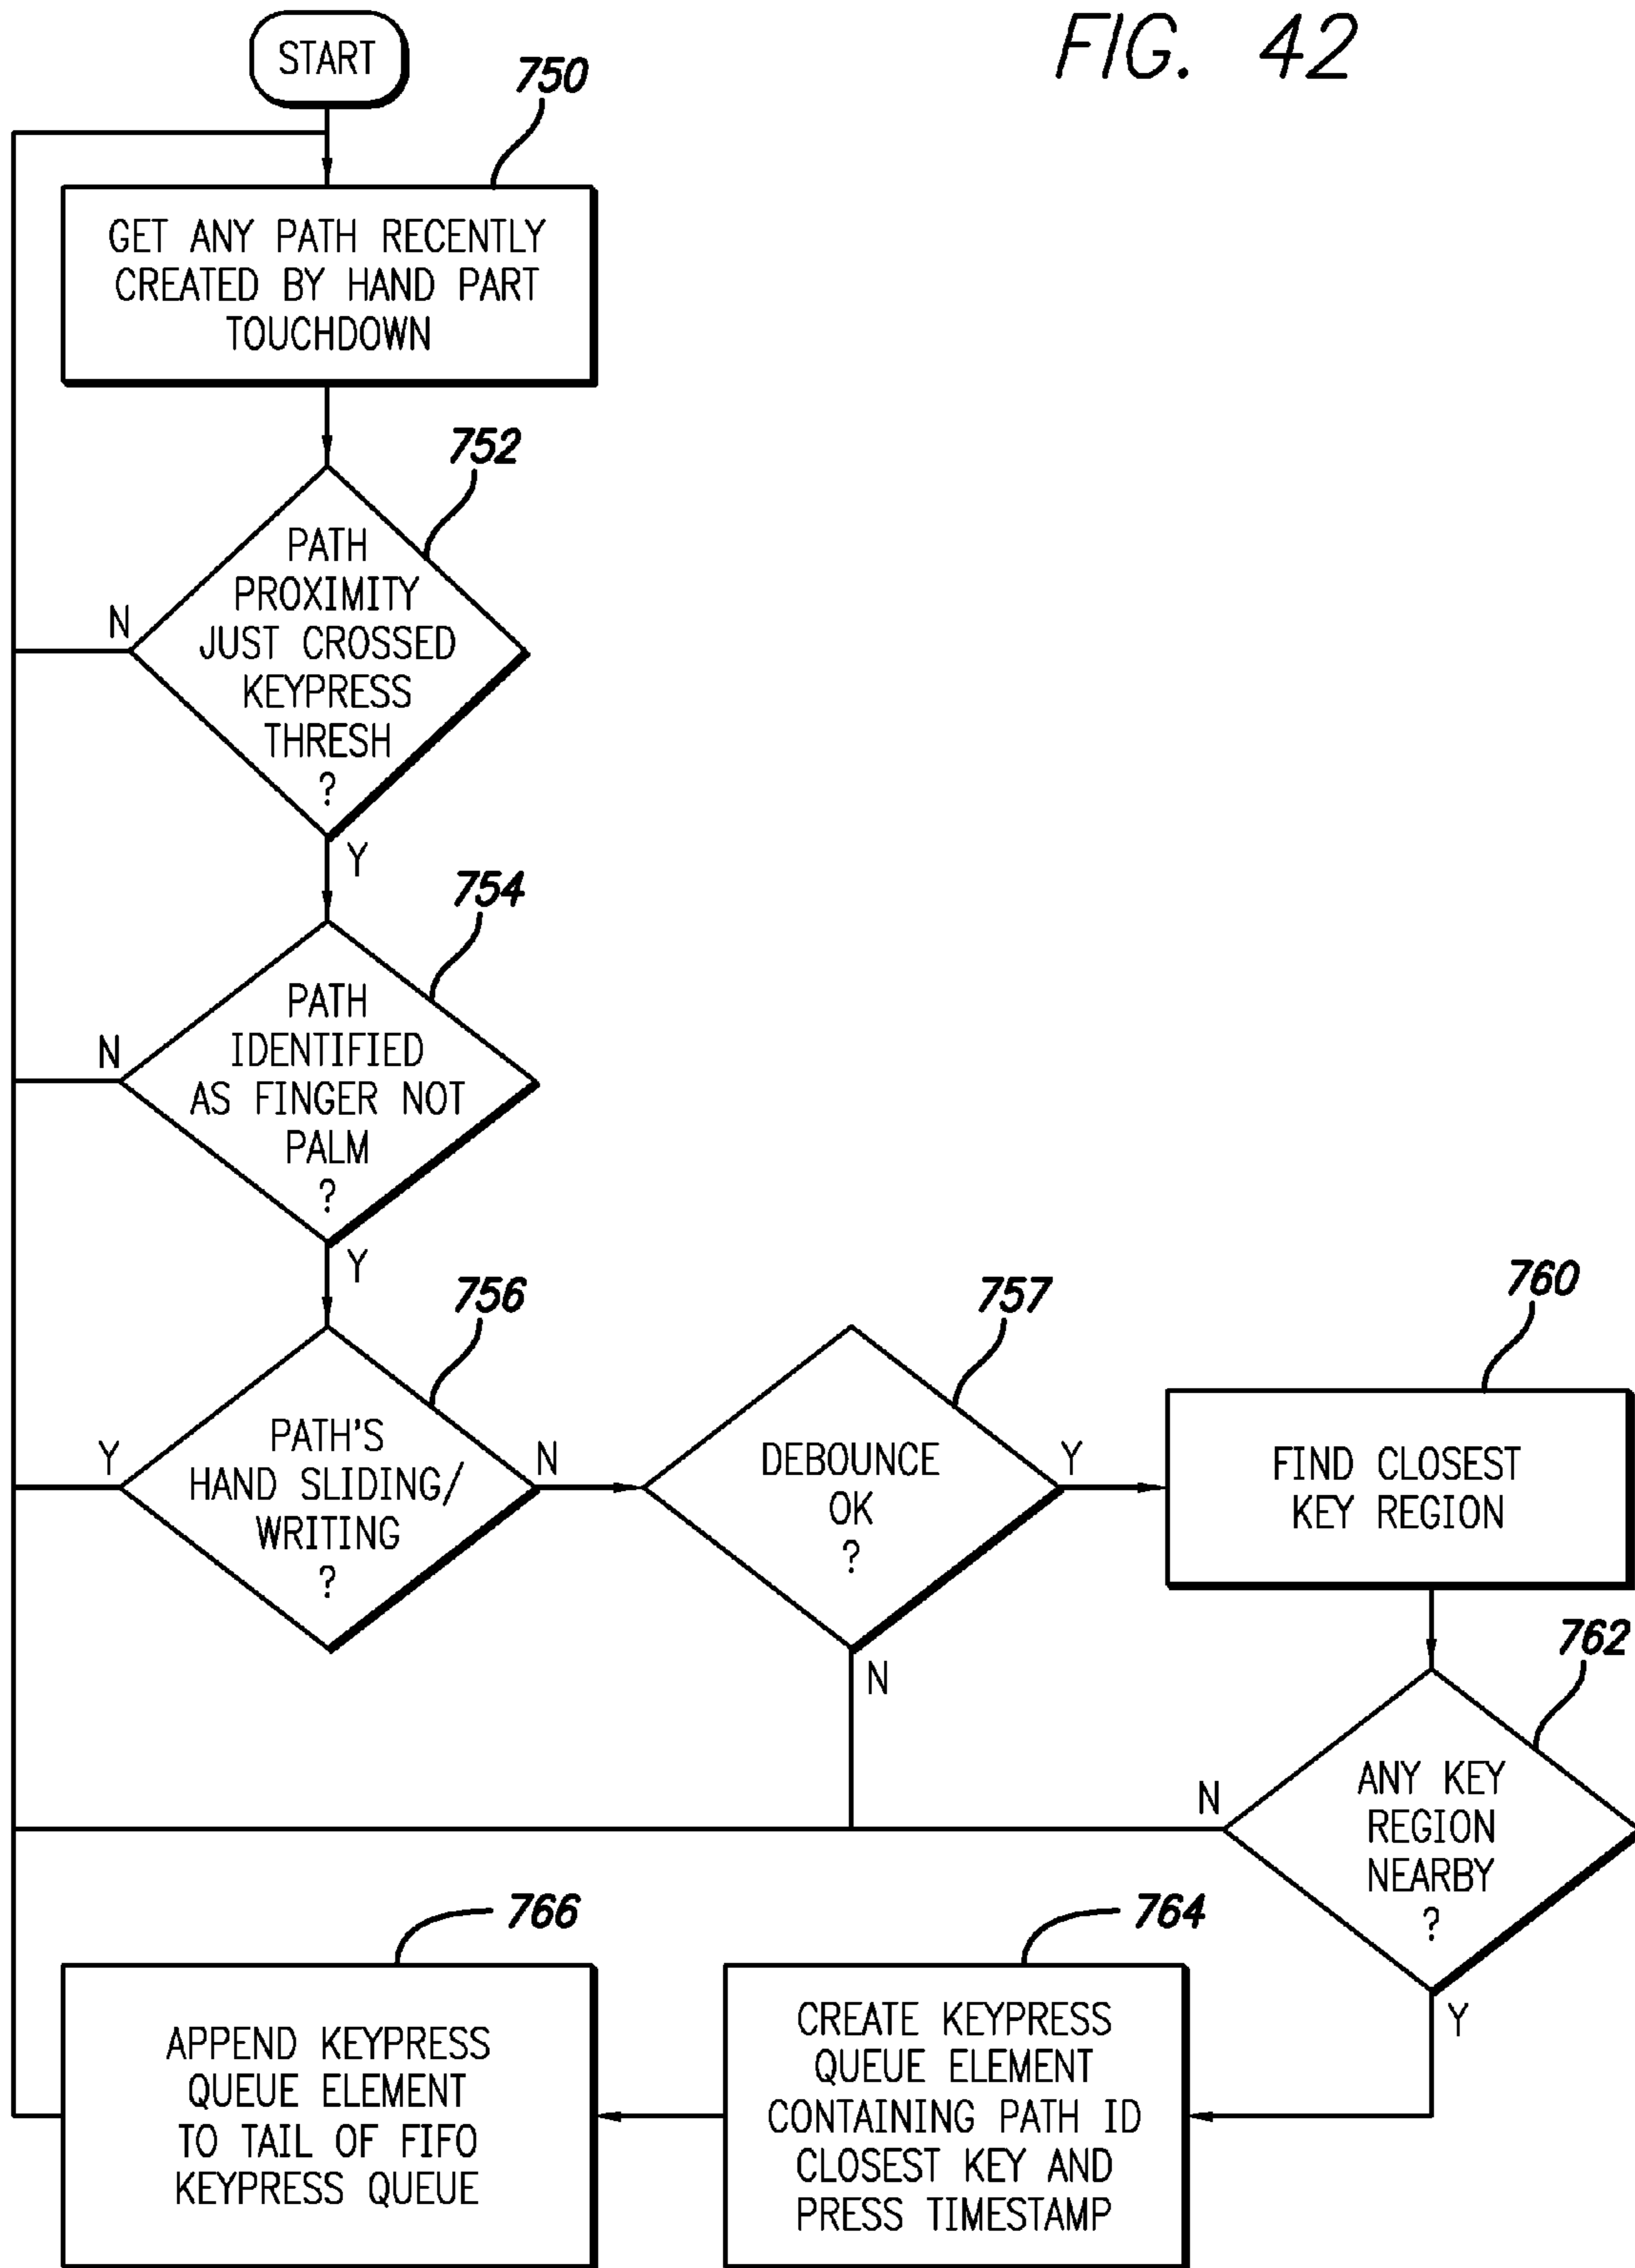 FIG. 42
START
750
GET ANY PATH RECENTLY
CREATED BY HAND PART
TOUCHDOWN
752
PATH
PROXIMITY
JUST CROSSED
KEYPRESS
THRESH
?
N
Y
754
PATH
IDENTIFIED
AS FINGER NOT
PALM
?
N
Y
756
PATH'S
HAND SLIDING/
WRITING
?
Y
N
757
DEBOUNCE
OK
?
Y
N
760
FIND CLOSEST
KEY REGION
762
ANY KEY
REGION
NEARBY
?
N
Y
764
CREATE KEYPRESS
QUEUE ELEMENT
CONTAINING PATH ID
CLOSEST KEY AND
PRESS TIMESTAMP
766
APPEND KEYPRESS
QUEUE ELEMENT
TO TAIL OF FIFO
KEYPRESS QUEUE